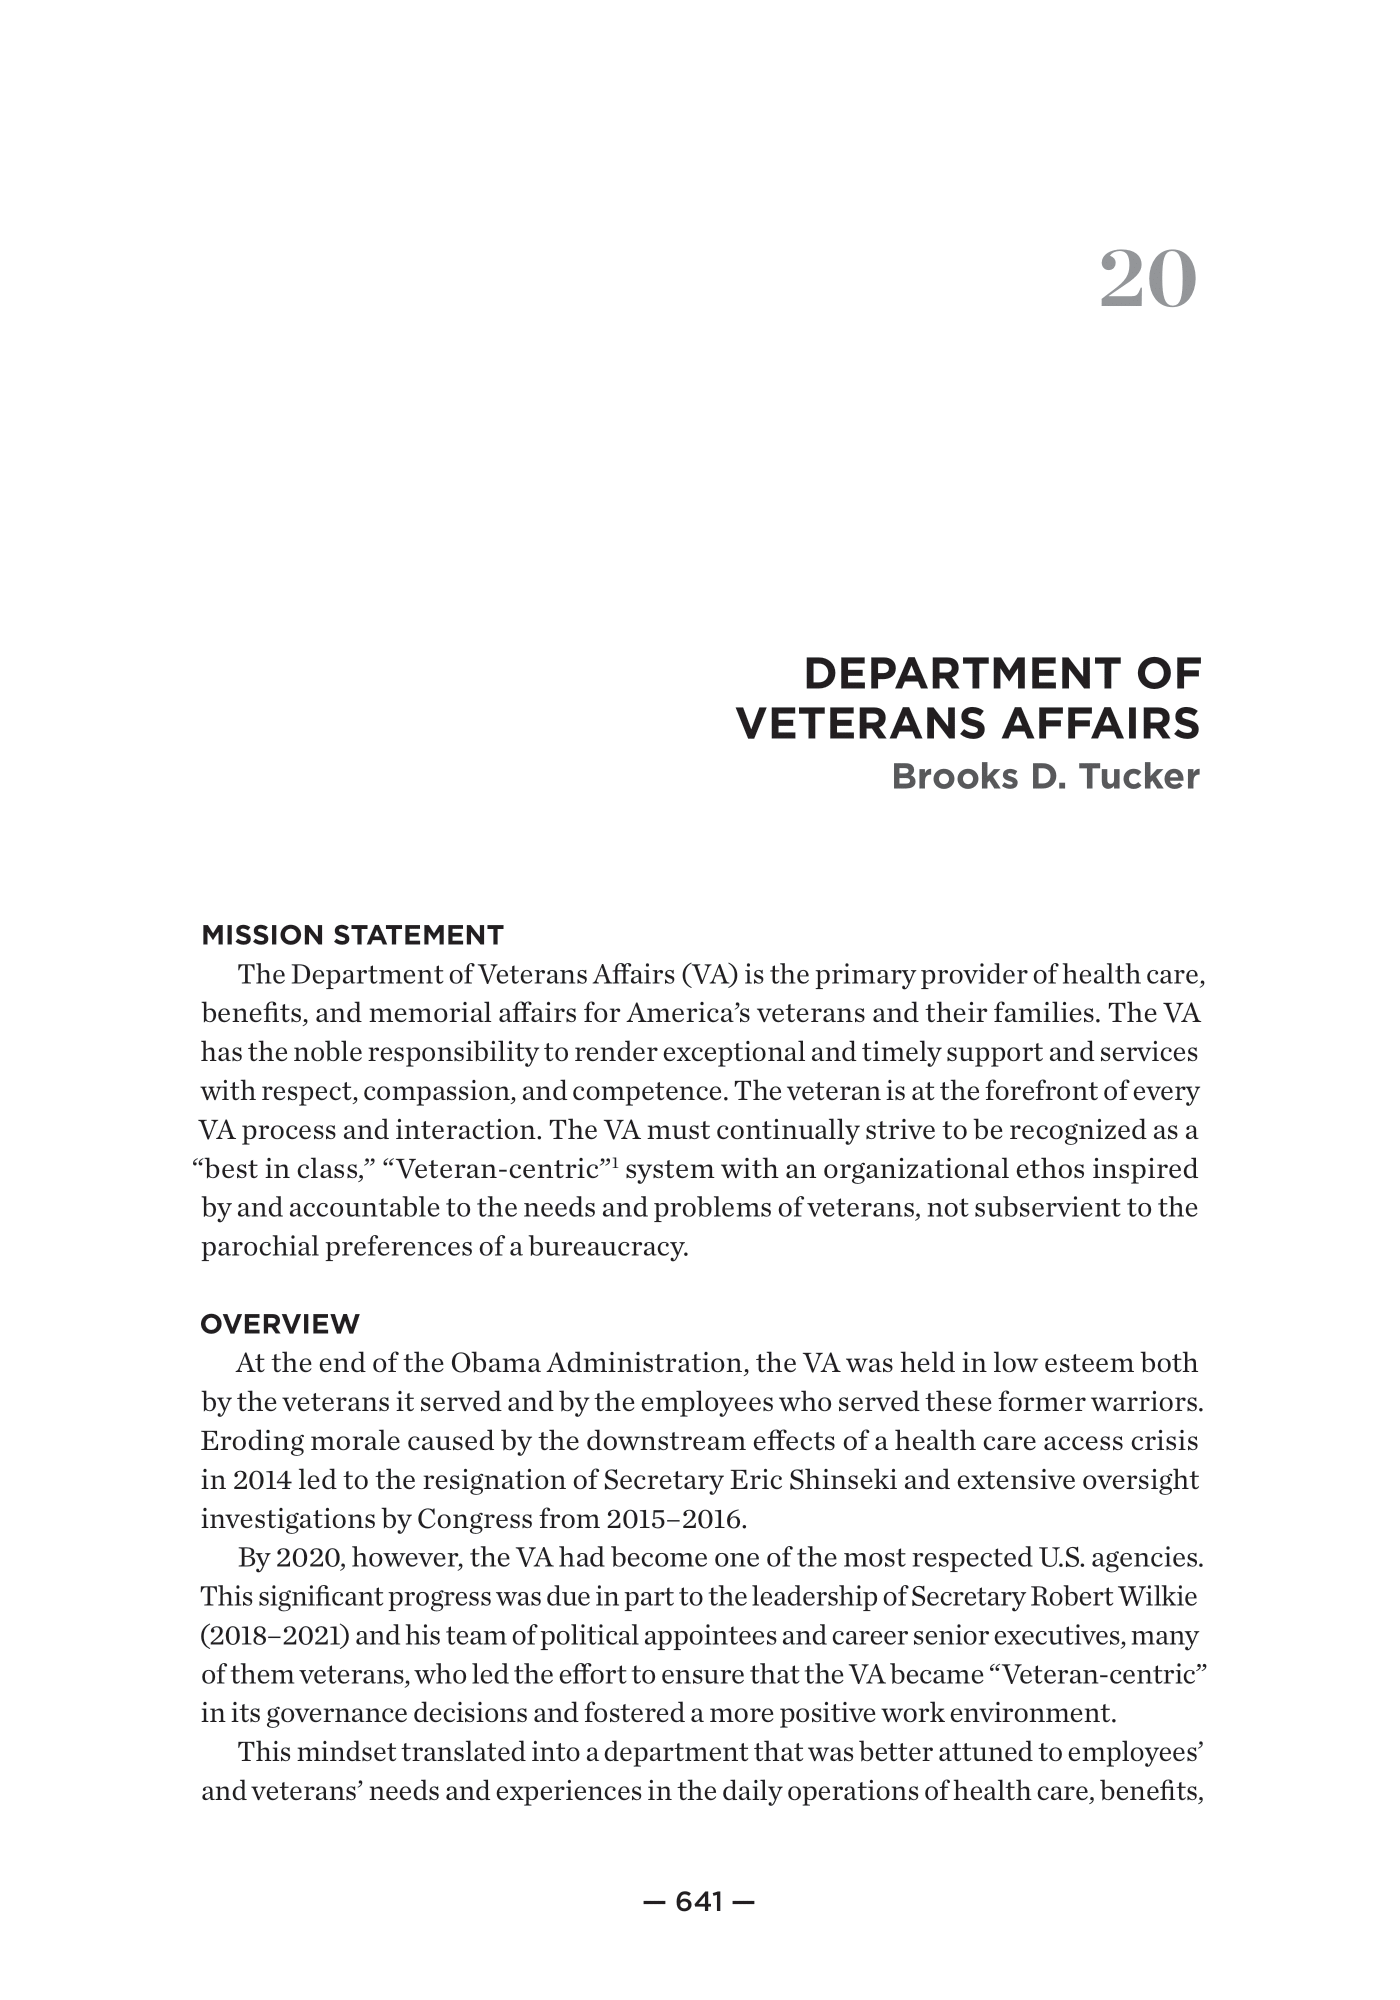 20
DEPARTMENT OF
VETERANS AFFAIRS
Brooks D. Tucker
MISSION STATEMENT
The Department of Veterans Affairs (VA) is the primary provider of health care,
benefits, and memorial affairs for America’s veterans and their families. The VA
has the noble responsibility to render exceptional and timely support and services
with respect, compassion, and competence. The veteran is at the forefront of every
VA process and interaction. The VA must continually strive to be recognized as a
“best in class,” “Veteran-centric”¹ system with an organizational ethos inspired
by and accountable to the needs and problems of veterans, not subservient to the
parochial preferences of a bureaucracy.
OVERVIEW
At the end of the Obama Administration, the VA was held in low esteem both
by the veterans it served and by the employees who served these former warriors.
Eroding morale caused by the downstream effects of a health care access crisis
in 2014 led to the resignation of Secretary Eric Shinseki and extensive oversight
investigations by Congress from 2015–2016.
By 2020, however, the VA had become one of the most respected U.S. agencies.
This significant progress was due in part to the leadership of Secretary Robert Wilkie
(2018–2021) and his team of political appointees and career senior executives, many
of them veterans, who led the effort to ensure that the VA became “Veteran-centric”
in its governance decisions and fostered a more positive work environment.
This mindset translated into a department that was better attuned to employees’
and veterans’ needs and experiences in the daily operations of health care, benefits,
— 641 —